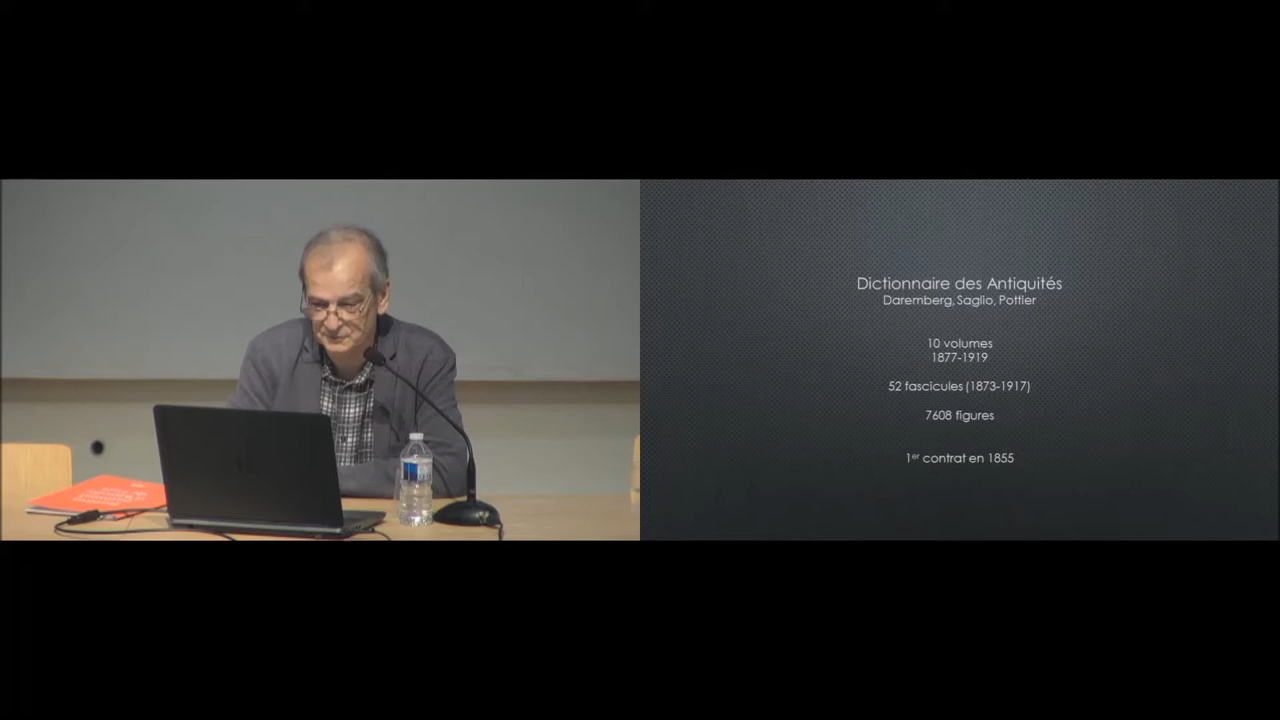 Dictionnaire des Antiquités
Daremberg, Saglio, Pottier
10 volumes
1877-1919
52 fascicules (1873-1917)
7608 figures
1er contrat en 1855